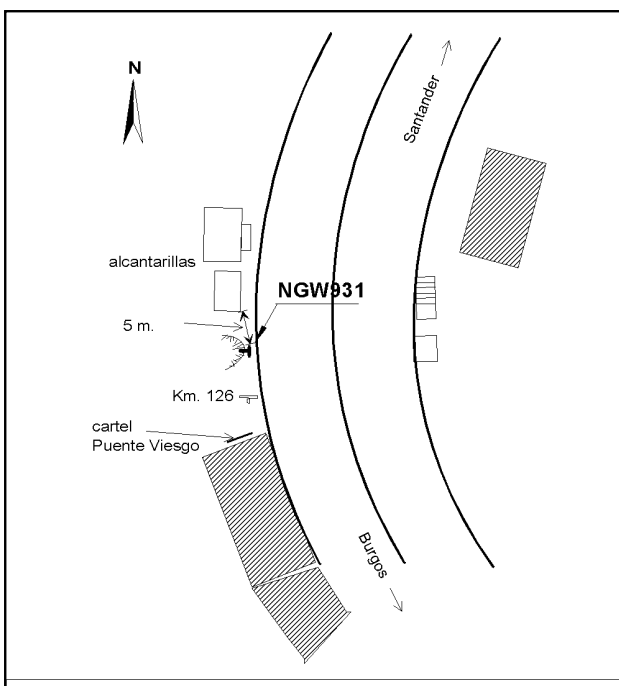 N
Santander
alcantarillas
NGW931
5 m.
Km. 126
cartel
Puente Viesgo
Burgos